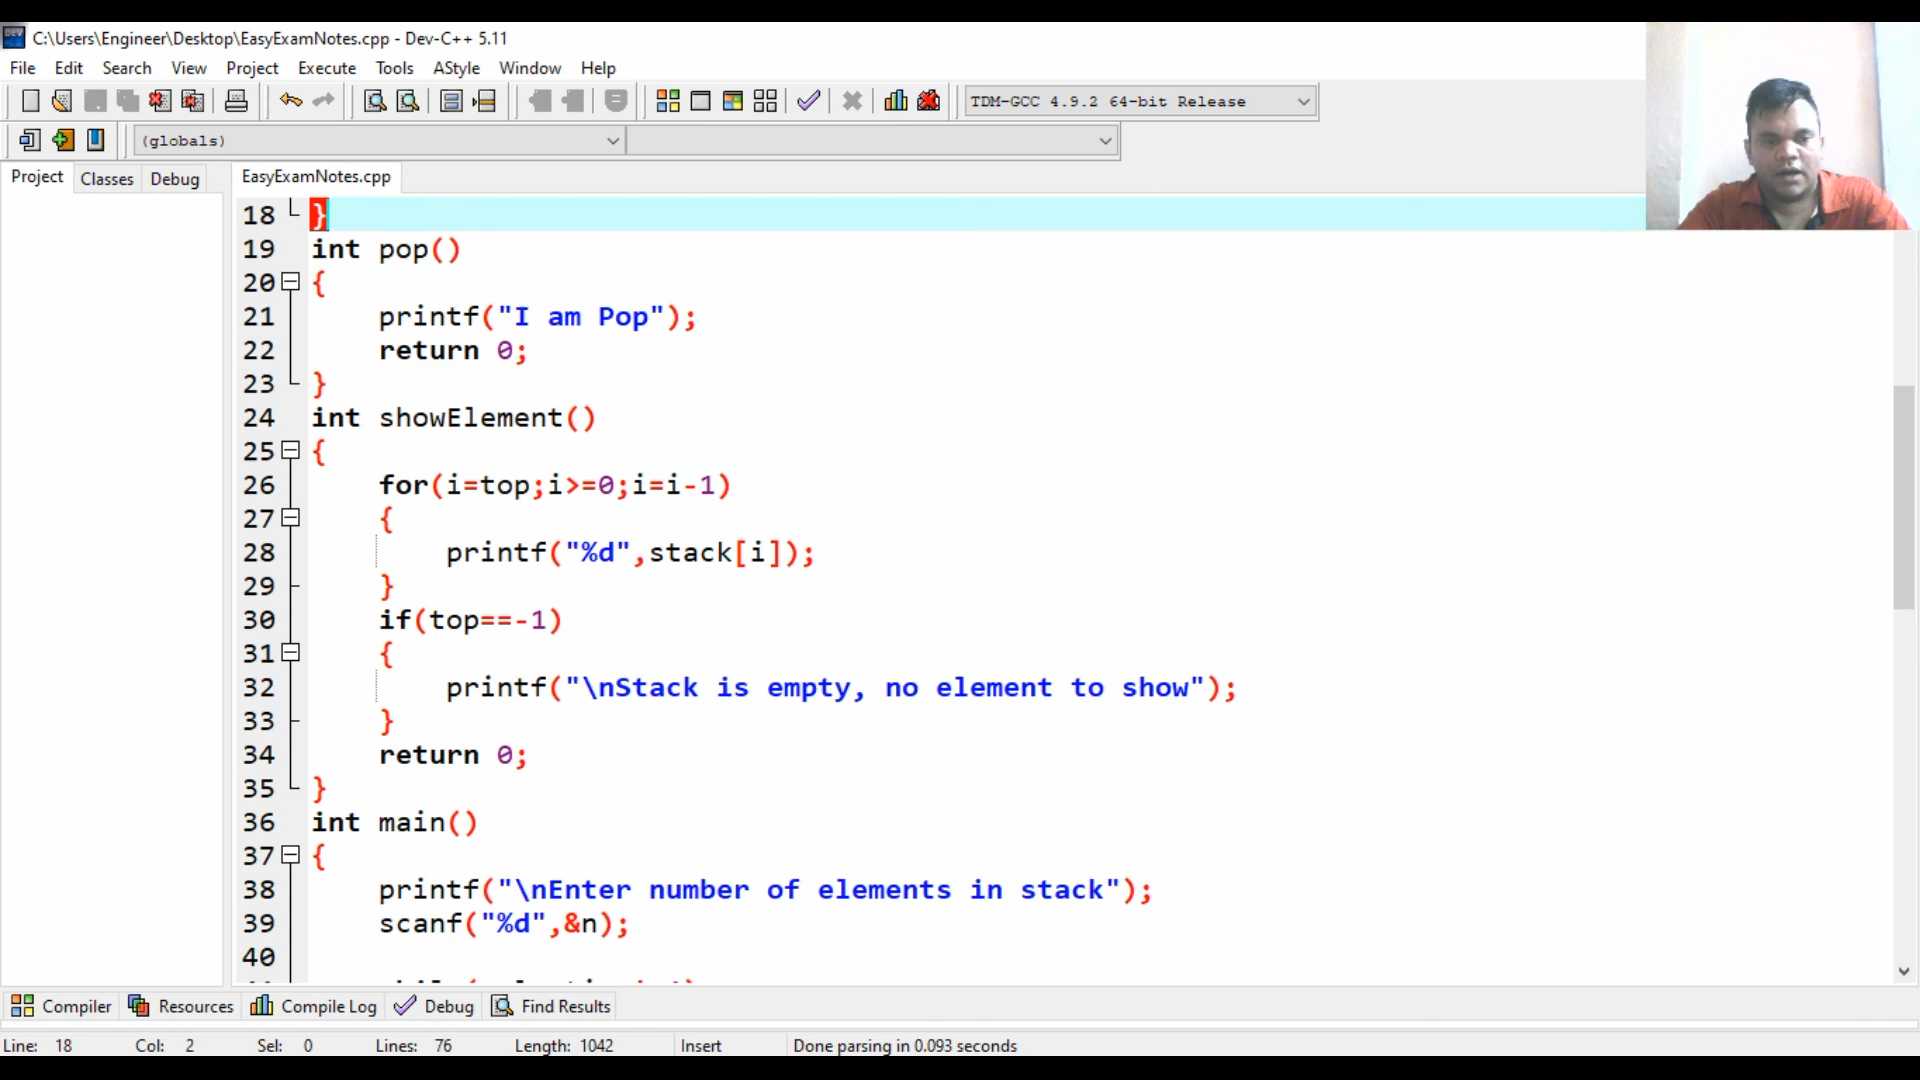 C:\Users\Engineer\Desktop\EasyExamNotes.cpp - Dev-C++ 5.11
File Edit Search View Project Execute Tools AStyle Window Help
TDM-GCC 4.9.2 64-bit Release
(globals)
Project Classes Debug EasyExamNotes.cpp
18 }
19 int pop()
20 {
21 printf("I am Pop");
22 return 0;
23 }
24 int showElement()
25 {
26 for(i=top;i>=0;i=i-1)
27 {
28 printf("%d",stack[i]);
29 }
30 if(top==-1)
31 {
32 printf("\nStack is empty, no element to show");
33 }
34 return 0;
35 }
36 int main()
37 {
38 printf("\nEnter number of elements in stack");
39 scanf("%d",&n);
40
Compiler Resources Compile Log Debug Find Results
Line: 18 Col: 2 Sel: 0 Lines: 76 Length: 1042 Insert Done parsing in 0.093 seconds